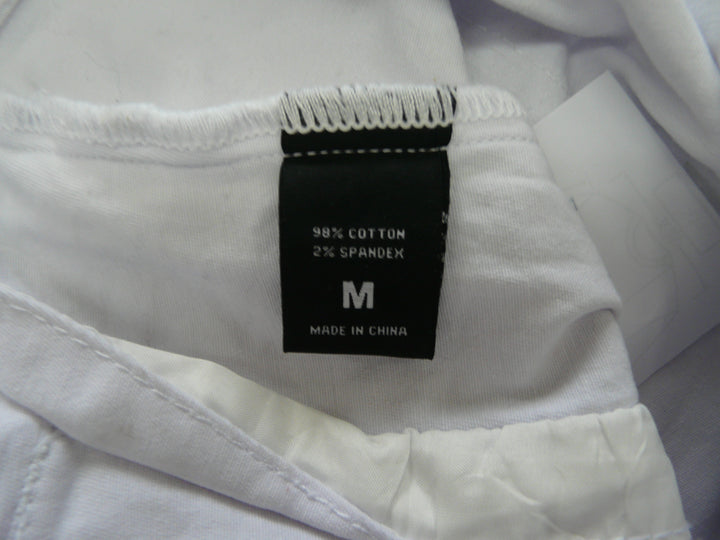 98% COTTON
2% SPANDEX
M
MADE IN CHINA